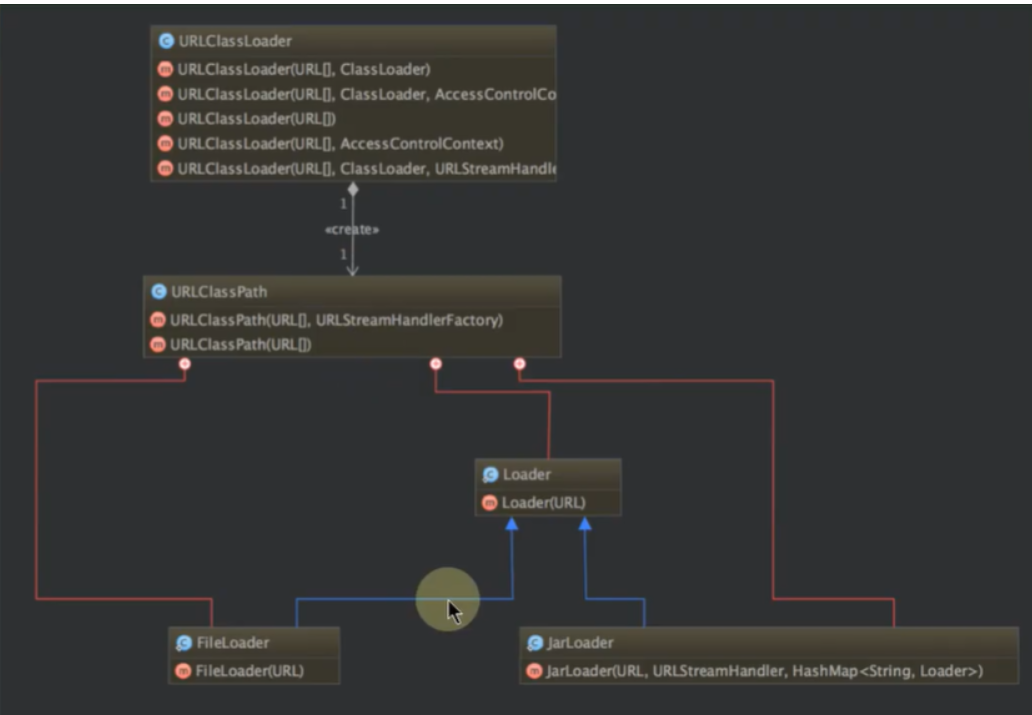 URLClassLoader
URLClassLoader(URL[], ClassLoader)
URLClassLoader(URL[], ClassLoader, AccessControlCo
URLClassLoader(URL[])
URLClassLoader(URL[], AccessControlContext)
URLClassLoader(URL[], ClassLoader, URLStreamHandle
1
«create»
1
URLClassPath
URLClassPath(URL[], URLStreamHandlerFactory)
URLClassPath(URL[])
Loader
Loader(URL)
FileLoader
FileLoader(URL)
JarLoader
JarLoader(URL, URLStreamHandler, HashMap<String, Loader>)